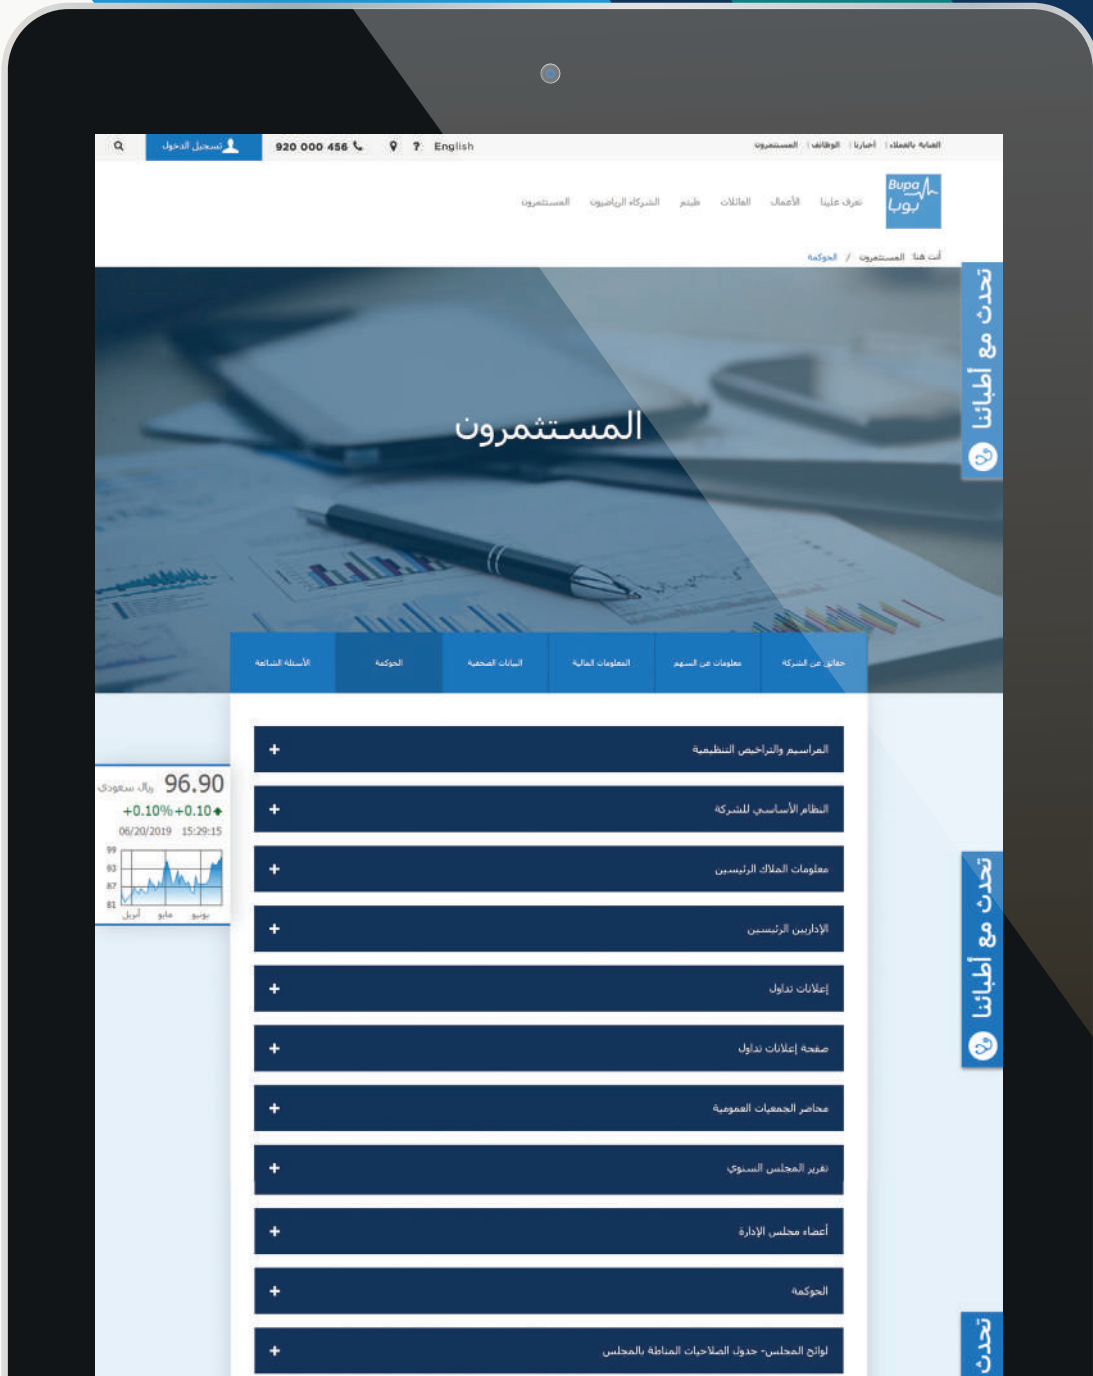 العناية بالعملاء | أخبارنا | الوظائف | المستثمرون
English ? 920 000 456 تسجيل الدخول
Bupa
بوبا
تعرف علينا الأعمال العائلات طبتم الشركاء الرياضيون المستثمرون
أنت هنا: المستثمرون / الحوكمة
تحدث مع أطبائنا
المستثمرون
حقائق عن الشركة معلومات عن السهم المعلومات المالية البيانات الصحفية الحوكمة الأسئلة الشائعة
المراسيم والتراخيص التنظيمية +
96.90 ريال سعودي
+0.10% +0.10
06/20/2019 15:29:15
99
93
87
81
أبريل مايو يونيو
النظام الأساسي للشركة +
معلومات الملاك الرئيسين +
الإداريين الرئيسين +
إعلانات تداول +
صفحة إعلانات تداول +
تحدث مع أطبائنا
محاضر الجمعيات العمومية +
تقرير المجلس السنوي +
أعضاء مجلس الإدارة +
الحوكمة +
لوائح المجلس- جدول الصلاحيات المناطة بالمجلس +
تحدث